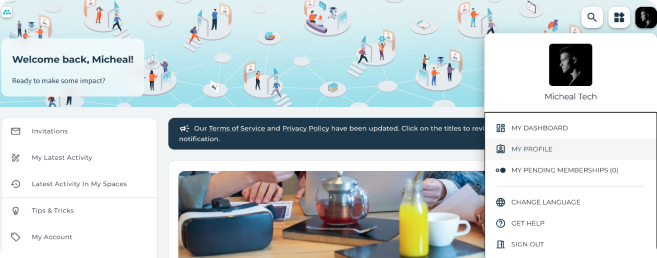 Welcome back, Micheal!
Ready to make some impact?
Invitations
My Latest Activity
Latest Activity In My Spaces
Tips & Tricks
My Account
Our Terms of Service and Privacy Policy have been updated. Click on the titles to revi
notification.
Micheal Tech
MY DASHBOARD
MY PROFILE
MY PENDING MEMBERSHIPS (0)
CHANGE LANGUAGE
GET HELP
SIGN OUT